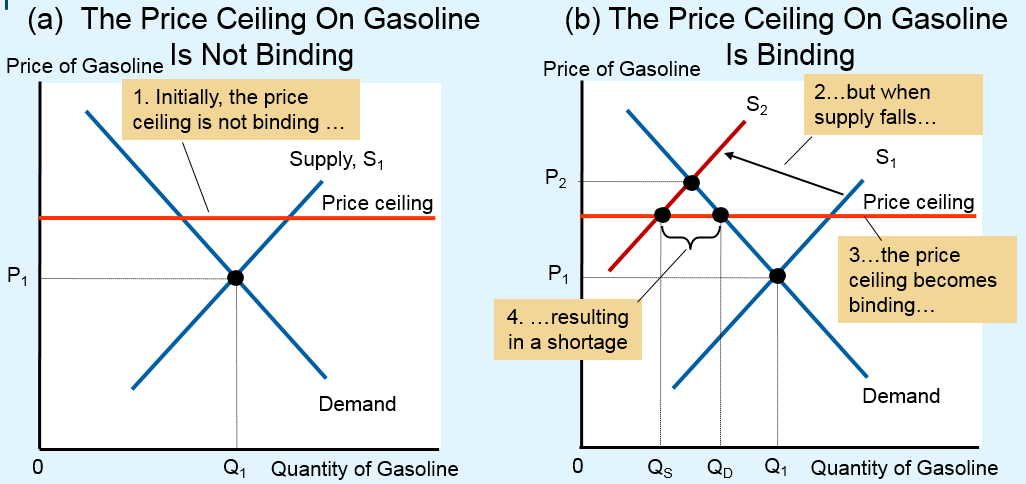 (a) The Price Ceiling On Gasoline
Is Not Binding
Price of Gasoline
1. Initially, the price
ceiling is not binding …
Supply, S₁
Price ceiling
P₁
Demand
0
Q₁
Quantity of Gasoline
(b) The Price Ceiling On Gasoline
Is Binding
Price of Gasoline
2…but when
supply falls…
S₂
S₁
P₂
Price ceiling
3…the price
ceiling becomes
binding…
P₁
4. …resulting
in a shortage
Demand
0
Qₛ
Q_D
Q₁
Quantity of Gasoline